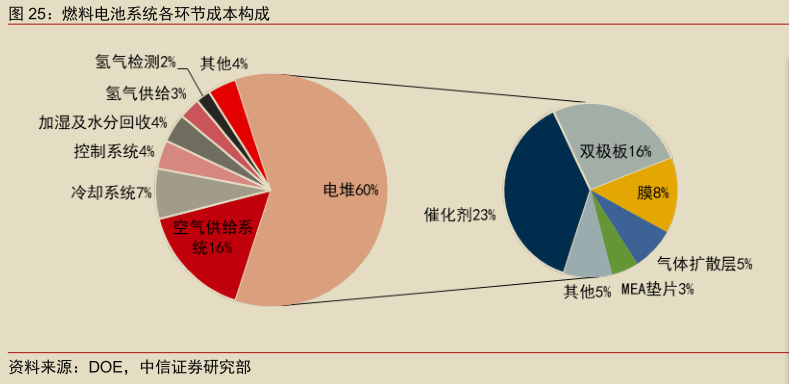 图 25：燃料电池系统各环节成本构成
氢气检测2%
其他4%
氢气供给3%
加湿及水分回收4%
控制系统4%
冷却系统7%
空气供给系
统16%
电堆60%
双极板16%
膜8%
催化剂23%
气体扩散层5%
其他5%
MEA垫片3%
资料来源：DOE，中信证券研究部